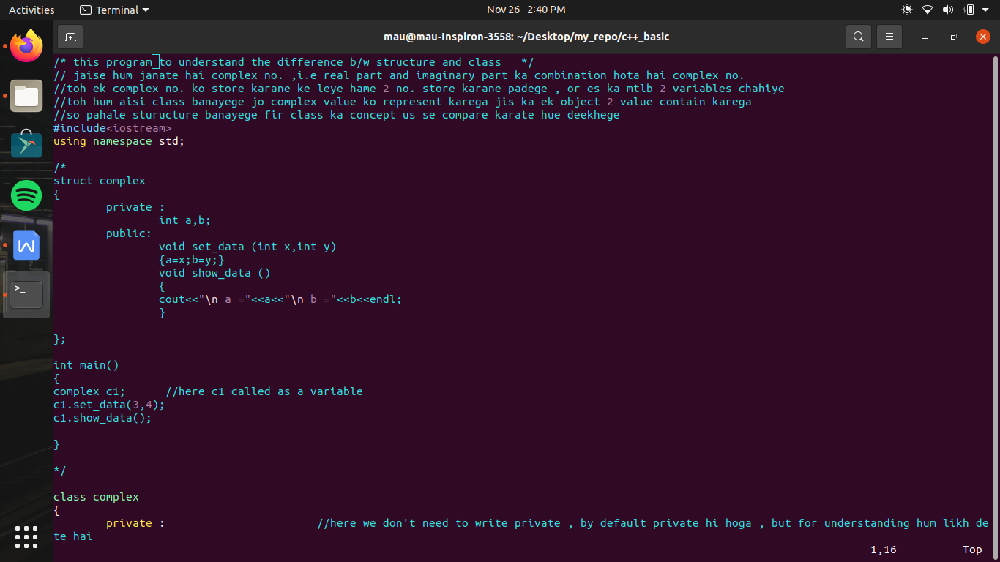 Activities Terminal Nov 26 2:40 PM
mau@mau-Inspiron-3558: ~/Desktop/my_repo/c++_basic
/* this program to understand the difference b/w structure and class   */
// jaise hum janate hai complex no. ,i.e real part and imaginary part ka combination hota hai complex no.
//toh ek complex no. ko store karane ke leye hame 2 no. store karane padege , or es ka mtlb 2 variables chahiye
//toh hum aisi class banayege jo complex value ko represent karega jis ka ek object 2 value contain karega
//so pahale sturucture banayege fir class ka concept us se compare karate hue deekhege
#include<iostream>
using namespace std;
/*
struct complex
{
        private :
                int a,b;
        public:
                void set_data (int x,int y)
                {a=x;b=y;}
                void show_data ()
                {
                cout<<"\n a ="<<a<<"\n b ="<<b<<endl;
                }
};
int main()
{
complex c1;      //here c1 called as a variable
c1.set_data(3,4);
c1.show_data();
}
*/
class complex
{
        private :                       //here we don't need to write private , by default private hi hoga , but for understanding hum likh de
te hai
1,16          Top